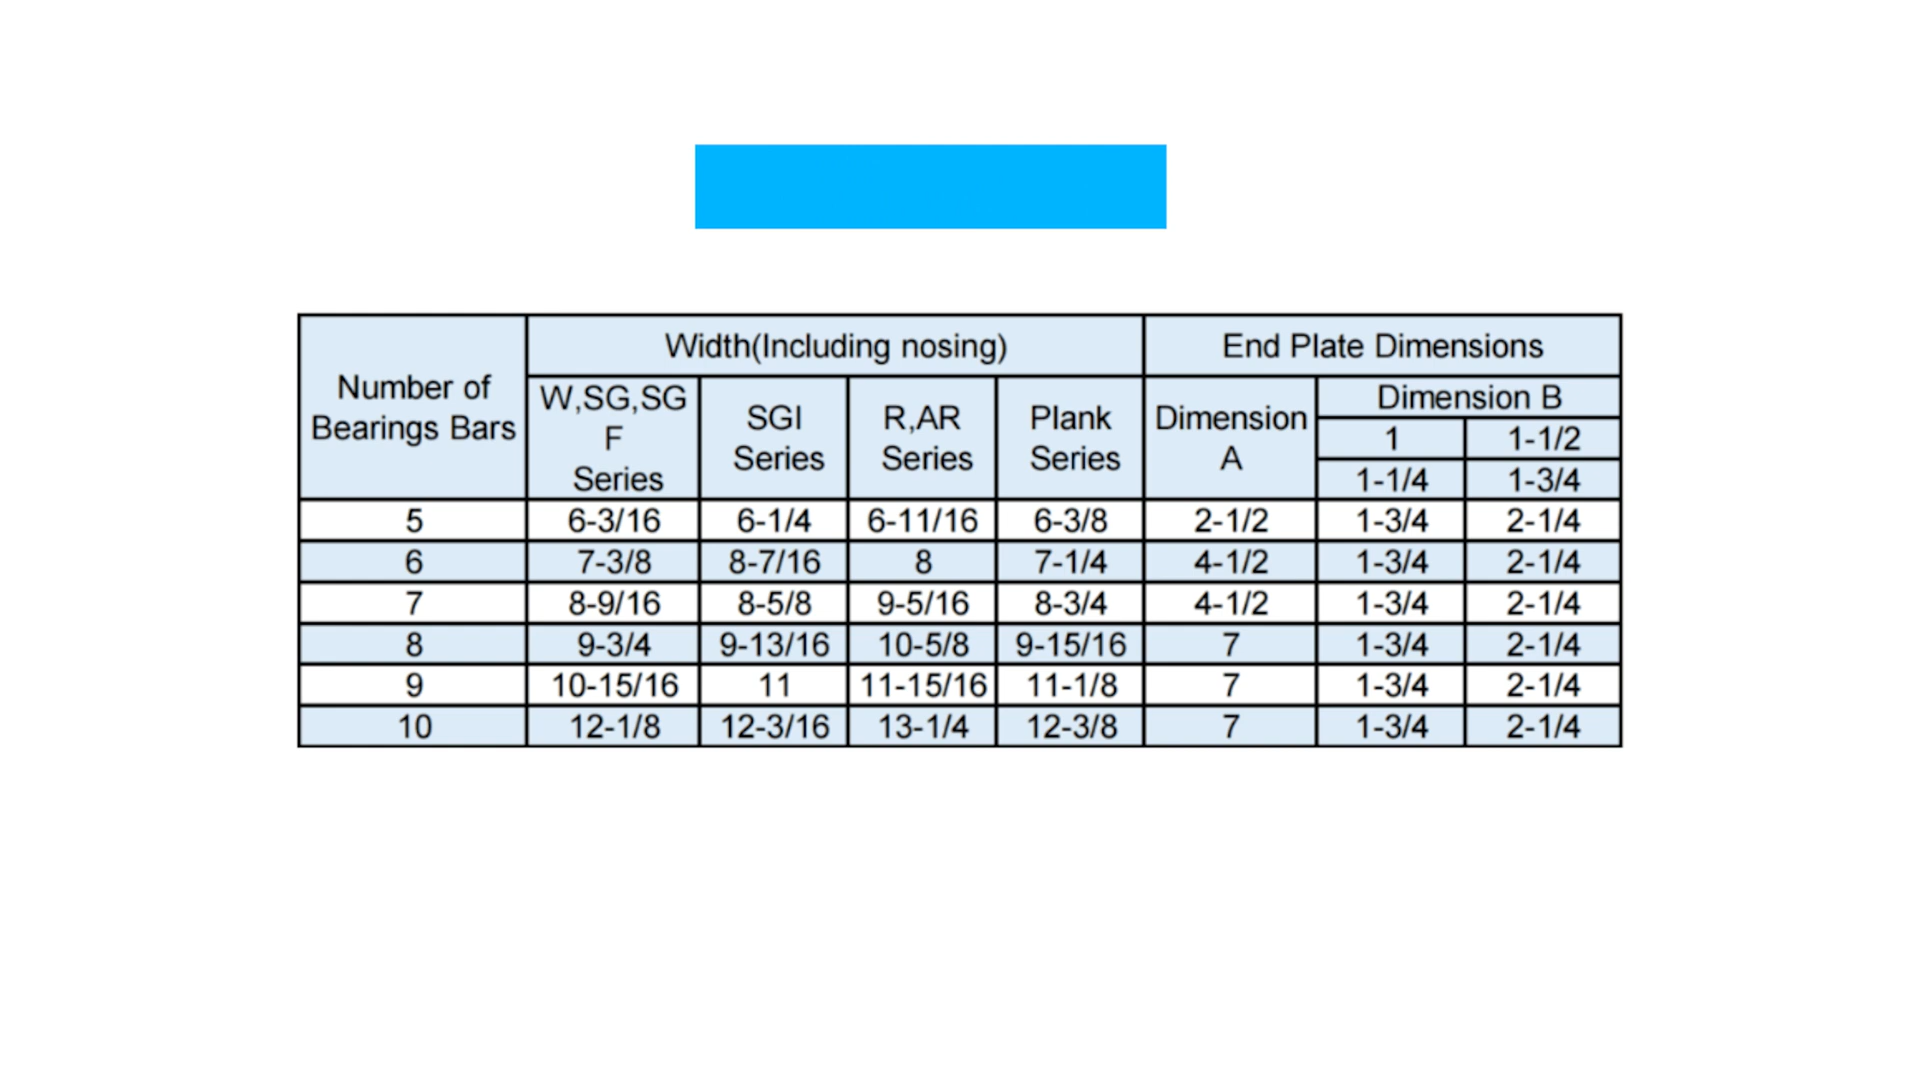 Number of Bearings Bars | Width(Including nosing) | End Plate Dimensions
W,SG,SG F Series | SGI Series | R,AR Series | Plank Series | Dimension A | Dimension B
1 | 1-1/2
1-1/4 | 1-3/4
5 | 6-3/16 | 6-1/4 | 6-11/16 | 6-3/8 | 2-1/2 | 1-3/4 | 2-1/4
6 | 7-3/8 | 8-7/16 | 8 | 7-1/4 | 4-1/2 | 1-3/4 | 2-1/4
7 | 8-9/16 | 8-5/8 | 9-5/16 | 8-3/4 | 4-1/2 | 1-3/4 | 2-1/4
8 | 9-3/4 | 9-13/16 | 10-5/8 | 9-15/16 | 7 | 1-3/4 | 2-1/4
9 | 10-15/16 | 11 | 11-15/16 | 11-1/8 | 7 | 1-3/4 | 2-1/4
10 | 12-1/8 | 12-3/16 | 13-1/4 | 12-3/8 | 7 | 1-3/4 | 2-1/4